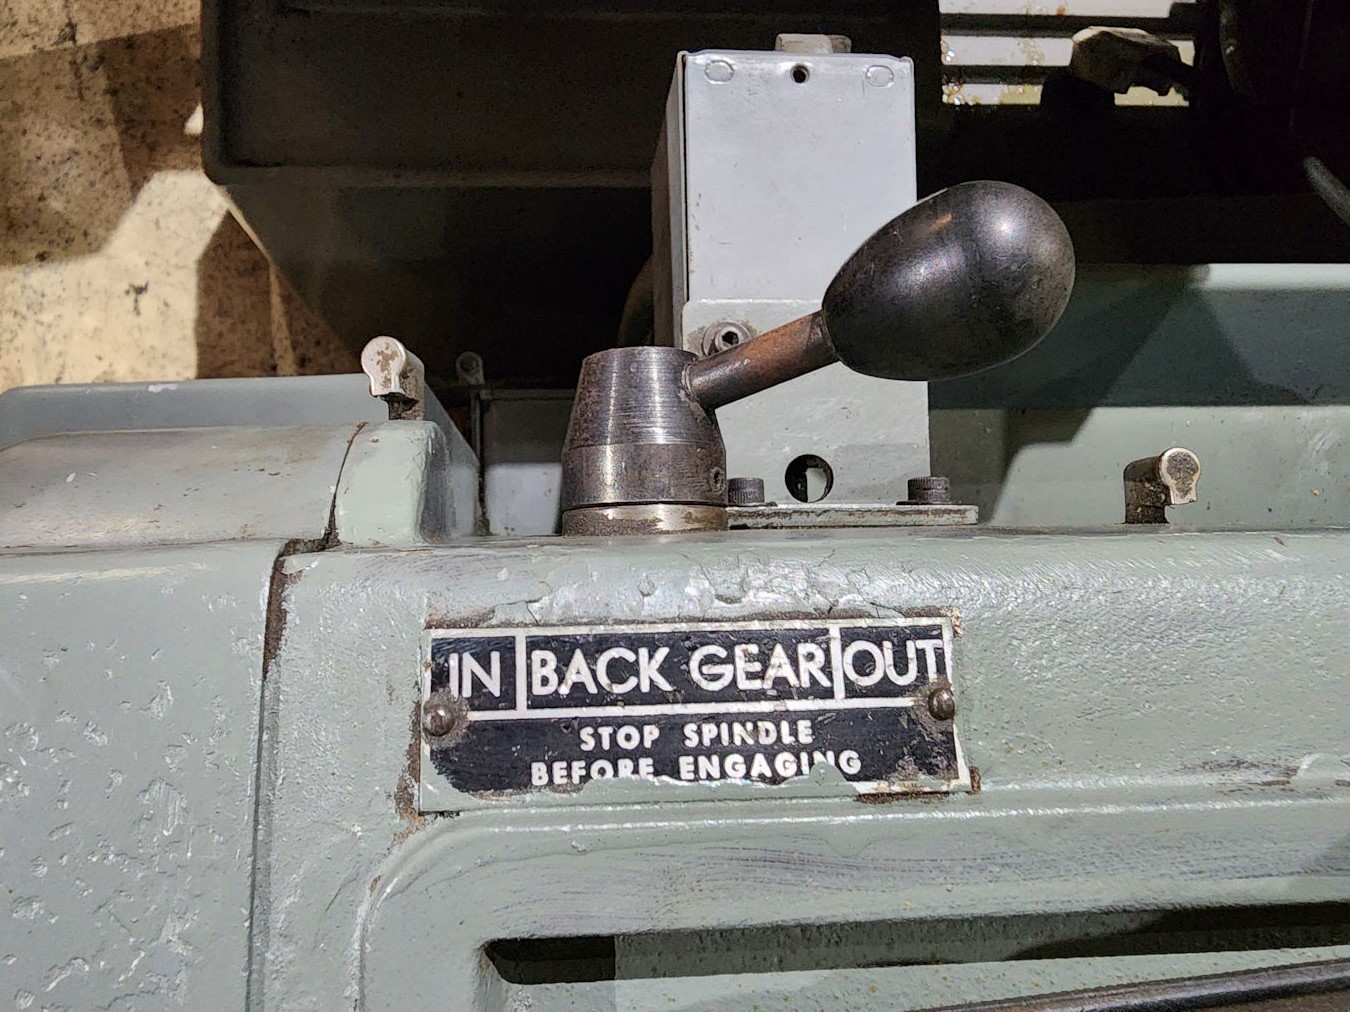 IN BACK GEAR OUT
STOP SPINDLE
BEFORE ENGAGING